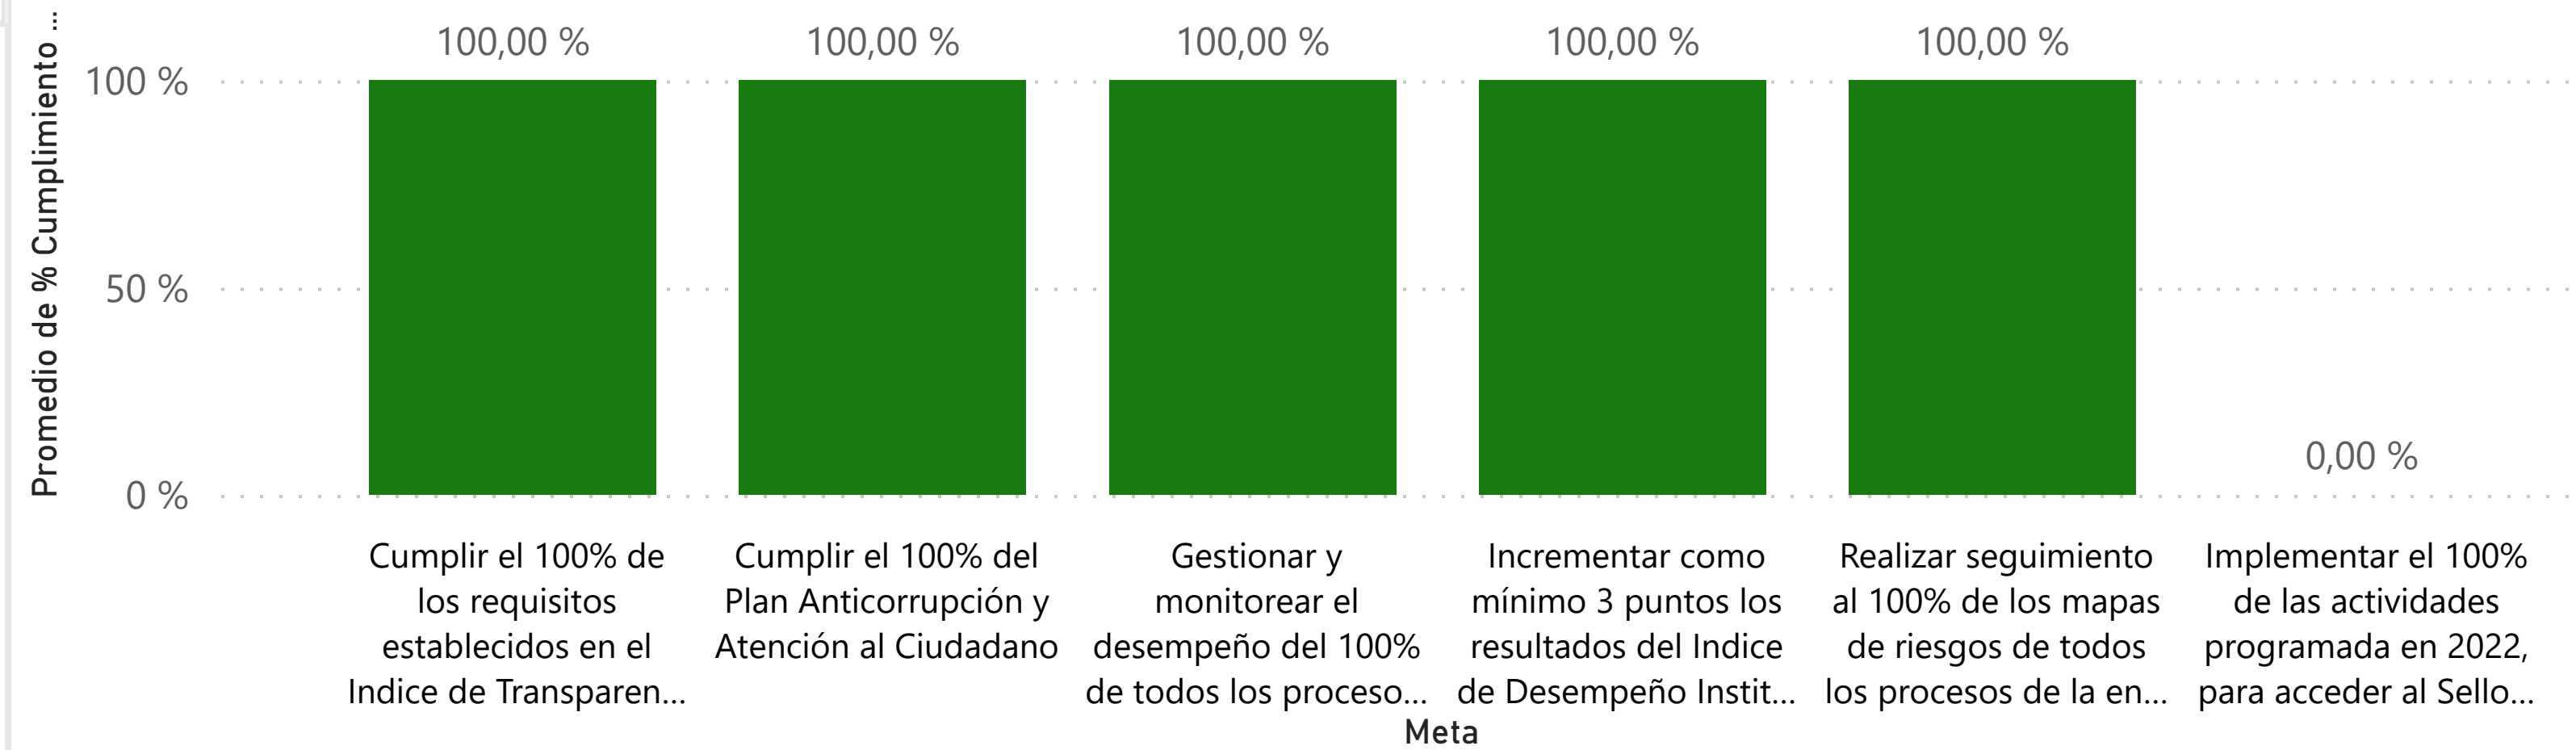 Promedio de % Cumplimiento ...
100 %
50 %
0 %
100,00 %
100,00 %
100,00 %
100,00 %
100,00 %
0,00 %
Cumplir el 100% de
los requisitos
establecidos en el
Indice de Transparen...
Cumplir el 100% del
Plan Anticorrupción y
Atención al Ciudadano
Gestionar y
monitorear el
desempeño del 100%
de todos los proceso...
Incrementar como
mínimo 3 puntos los
resultados del Indice
de Desempeño Instit...
Realizar seguimiento
al 100% de los mapas
de riesgos de todos
los procesos de la en...
Implementar el 100%
de las actividades
programada en 2022,
para acceder al Sello...
Meta